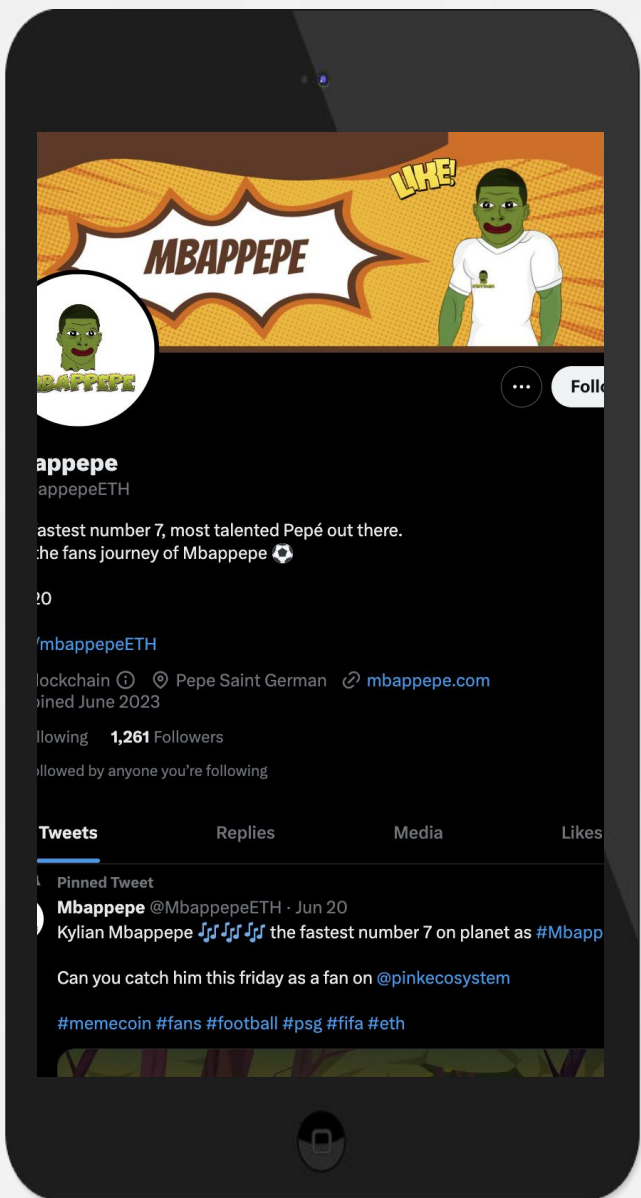 LIKE!
MBAPPEPE
MBAPPEPE
Follo
appepe
appepeETH
astest number 7, most talented Pepé out there.
the fans journey of Mbappepe ⚽
20
/mbappepeETH
lockchain Pepe Saint German mbappepe.com
oined June 2023
llowing 1,261 Followers
ollowed by anyone you're following
Tweets Replies Media Likes
Pinned Tweet
Mbappepe @MbappepeETH · Jun 20
Kylian Mbappepe 🎶🎶🎶 the fastest number 7 on planet as #Mbapp
Can you catch him this friday as a fan on @pinkecosystem
#memecoin #fans #football #psg #fifa #eth